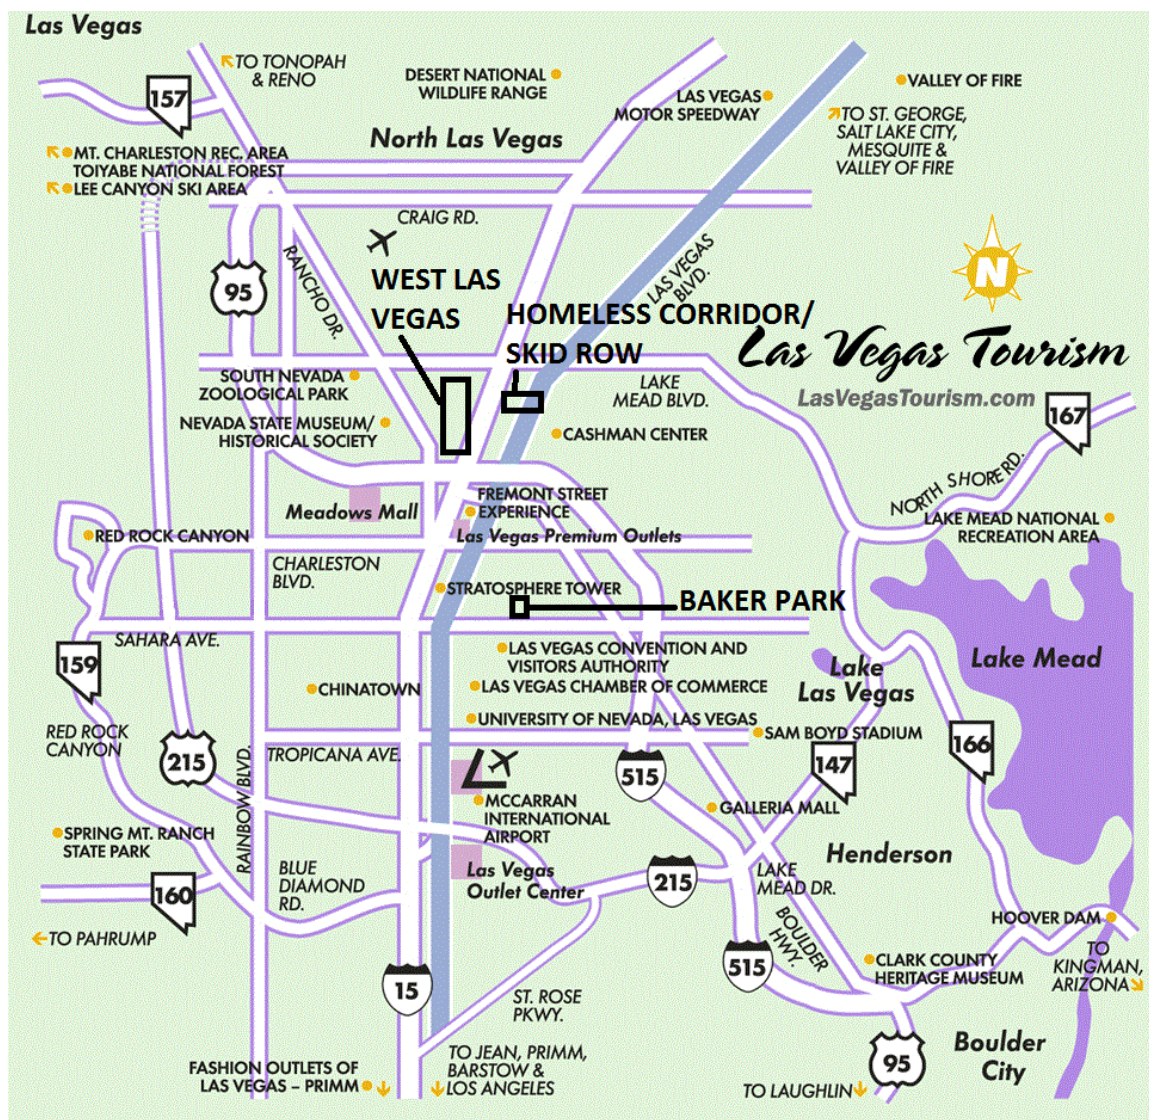 Las Vegas
TO TONOPAH
& RENO
157
DESERT NATIONAL
WILDLIFE RANGE
VALLEY OF FIRE
LAS VEGAS
MOTOR SPEEDWAY
TO ST. GEORGE,
SALT LAKE CITY,
MESQUITE &
VALLEY OF FIRE
North Las Vegas
MT. CHARLESTON REC. AREA
TOIYABE NATIONAL FOREST
LEE CANYON SKI AREA
CRAIG RD.
RANCHO DR.
LAS VEGAS
BLVD.
N
95
WEST LAS
VEGAS
HOMELESS CORRIDOR/
SKID ROW
Las Vegas Tourism
LasVegasTourism.com
SOUTH NEVADA
ZOOLOGICAL PARK
LAKE
MEAD BLVD.
167
NEVADA STATE MUSEUM/
HISTORICAL SOCIETY
CASHMAN CENTER
NORTH SHORE RD.
FREMONT STREET
EXPERIENCE
Meadows Mall
LAKE MEAD NATIONAL
RECREATION AREA
RED ROCK CANYON
Las Vegas Premium Outlets
CHARLESTON
BLVD.
STRATOSPHERE TOWER
BAKER PARK
SAHARA AVE.
159
LAS VEGAS CONVENTION AND
VISITORS AUTHORITY
Lake
Las Vegas
Lake Mead
CHINATOWN
LAS VEGAS CHAMBER OF COMMERCE
UNIVERSITY OF NEVADA, LAS VEGAS
SAM BOYD STADIUM
RED ROCK
CANYON
215
RAINBOW BLVD.
TROPICANA AVE.
515
147
166
MCCARRAN
INTERNATIONAL
AIRPORT
GALLERIA MALL
SPRING MT. RANCH
STATE PARK
Henderson
BLUE
DIAMOND
RD.
Las Vegas
Outlet Center
215
LAKE
MEAD DR.
160
BOULDER
HWY.
HOOVER DAM
TO PAHRUMP
TO
KINGMAN,
ARIZONA
515
CLARK COUNTY
HERITAGE MUSEUM
15
ST. ROSE
PKWY.
Boulder
City
95
FASHION OUTLETS OF
LAS VEGAS – PRIMM
TO JEAN, PRIMM,
BARSTOW &
LOS ANGELES
TO LAUGHLIN